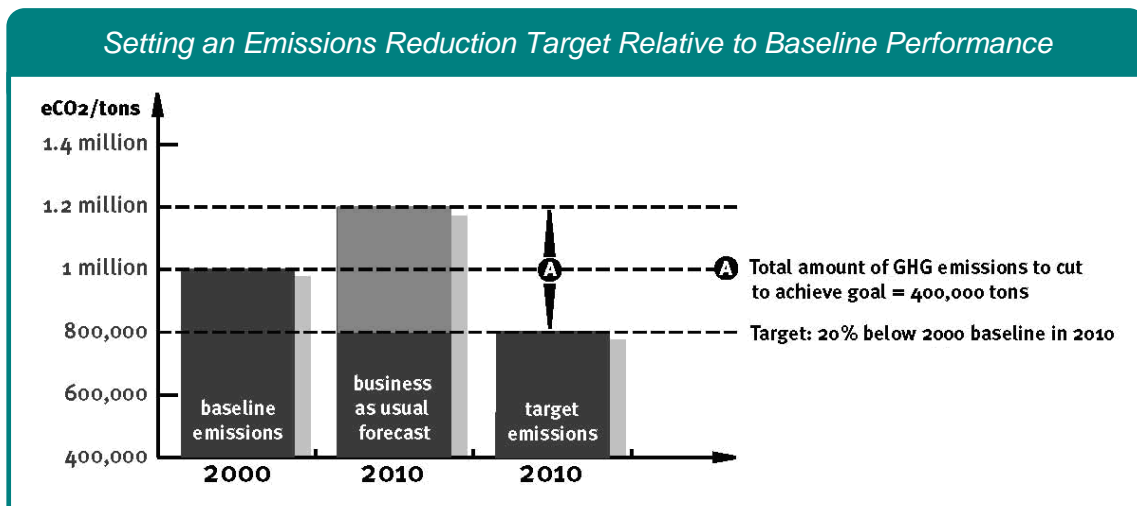 Setting an Emissions Reduction Target Relative to Baseline Performance
eCO2/tons
1.4 million
1.2 million
1 million
800,000
600,000
400,000
baseline
emissions
business
as usual
forecast
target
emissions
A
A Total amount of GHG emissions to cut
to achieve goal = 400,000 tons
Target: 20% below 2000 baseline in 2010
2000
2010
2010